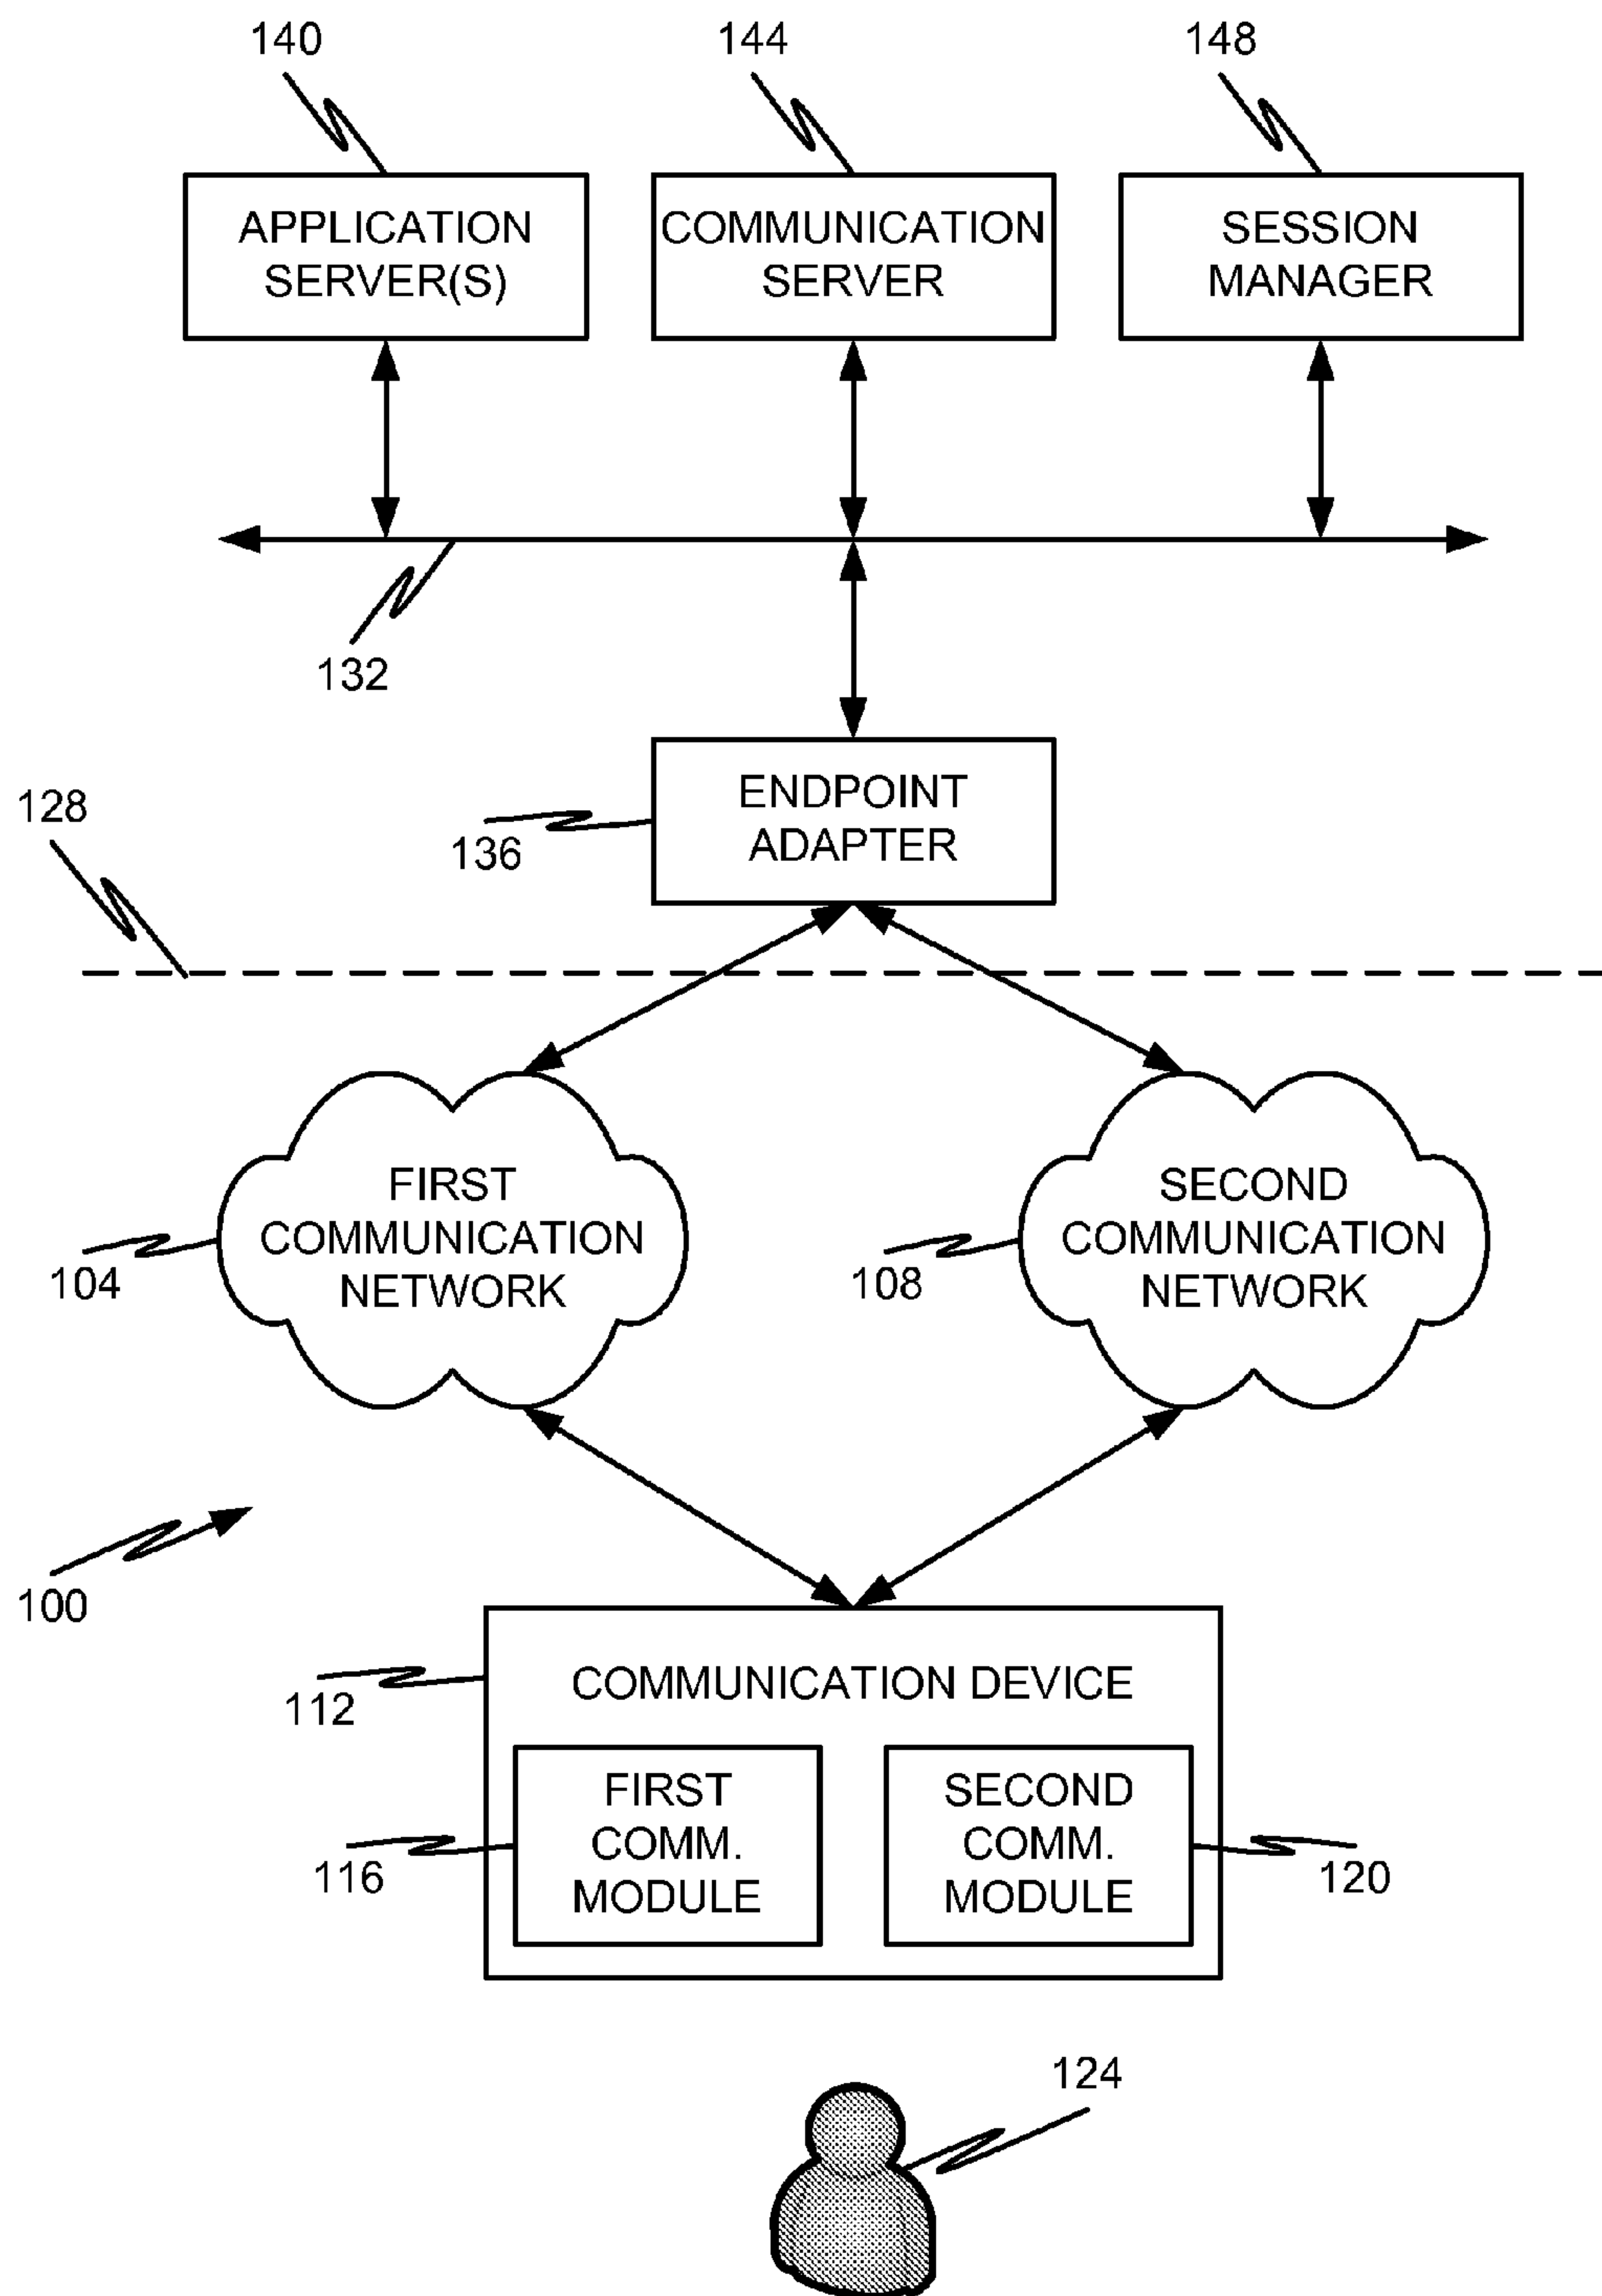 140
144
148
APPLICATION
SERVER(S)
COMMUNICATION
SERVER
SESSION
MANAGER
132
128
ENDPOINT
ADAPTER
136
FIRST
COMMUNICATION
NETWORK
SECOND
COMMUNICATION
NETWORK
104
108
100
COMMUNICATION DEVICE
112
FIRST
COMM.
MODULE
SECOND
COMM.
MODULE
116
120
124